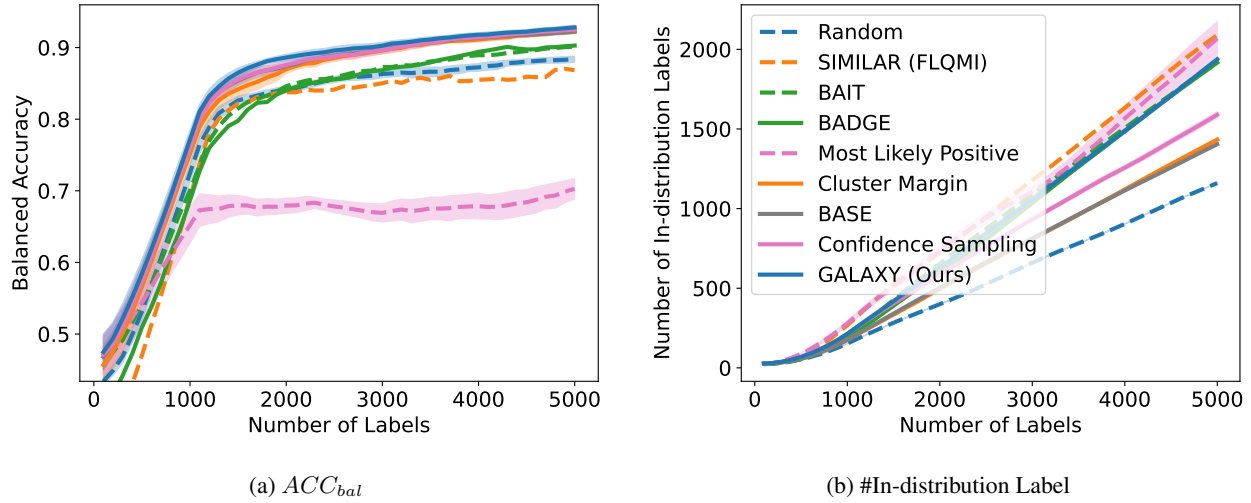 0.9
0.8
0.7
0.6
0.5
Balanced Accuracy
0 1000 2000 3000 4000 5000
Number of Labels
(a) ACC_bal
2000
1500
1000
500
0
Number of In-distribution Labels
Random
SIMILAR (FLQMI)
BAIT
BADGE
Most Likely Positive
Cluster Margin
BASE
Confidence Sampling
GALAXY (Ours)
0 1000 2000 3000 4000 5000
Number of Labels
(b) #In-distribution Label